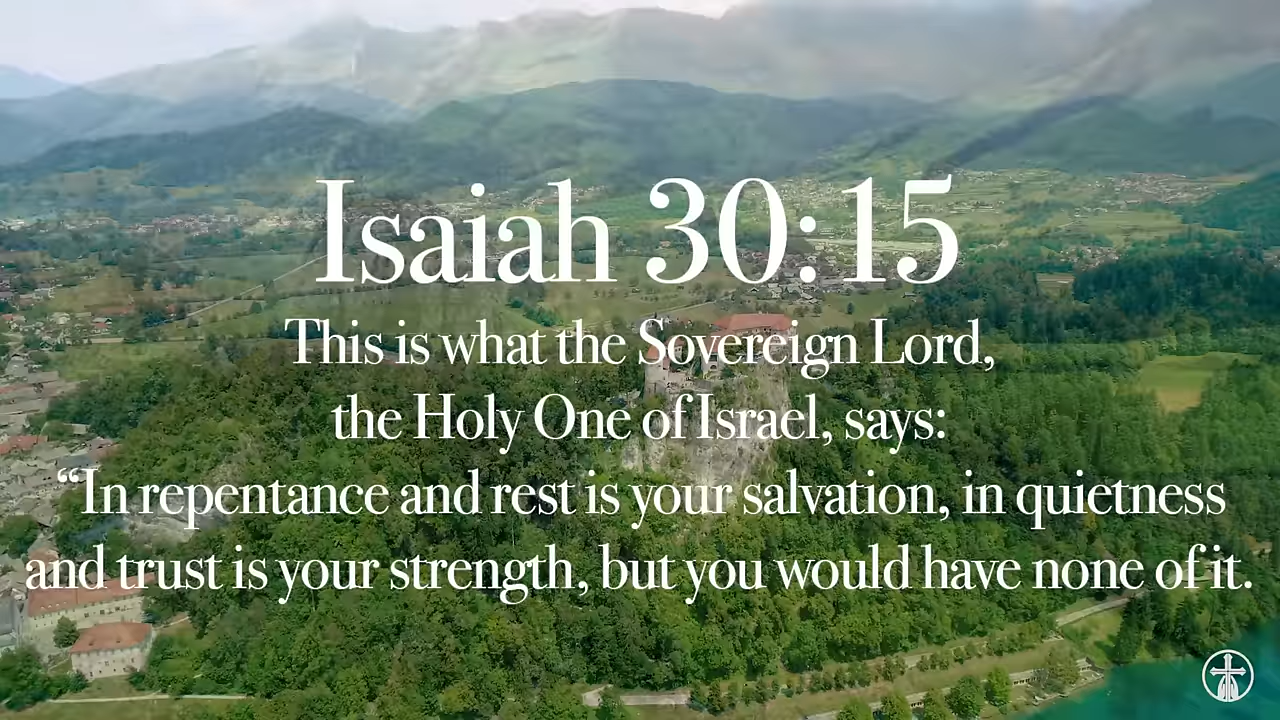 Isaiah 30:15
This is what the Sovereign Lord,
the Holy One of Israel, says:
“In repentance and rest is your salvation, in quietness
and trust is your strength, but you would have none of it.